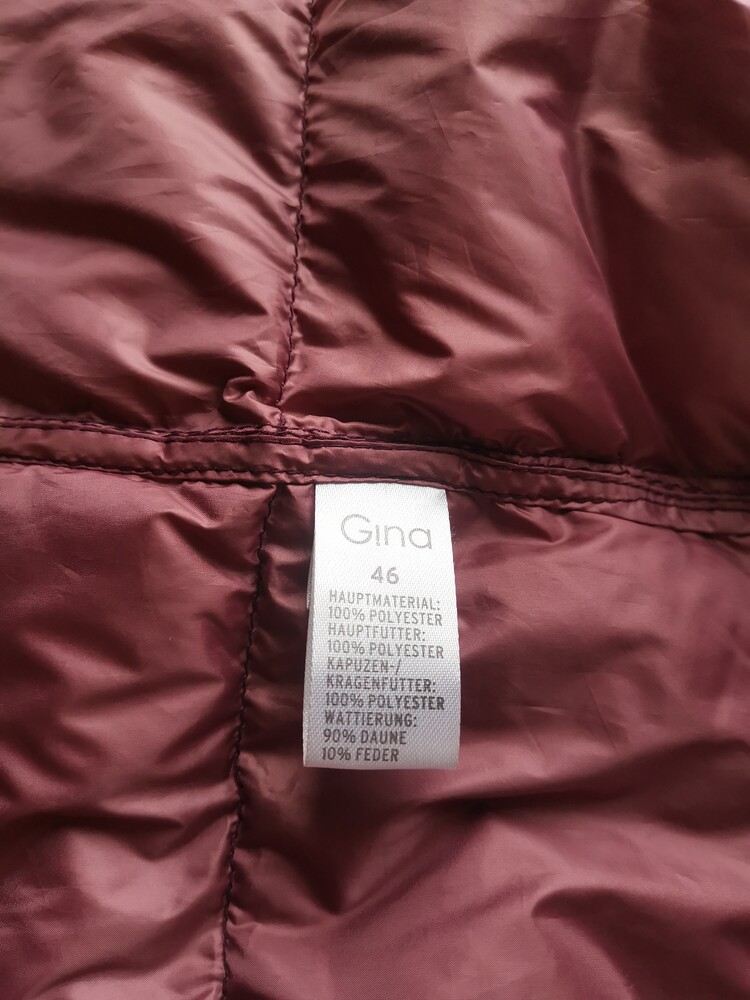 Gina
46
HAUPTMATERIAL:
100% POLYESTER
HAUPTFUTTER:
100% POLYESTER
KAPUZEN-/
KRAGENFUTTER:
100% POLYESTER
WATTIERUNG:
90% DAUNE
10% FEDER